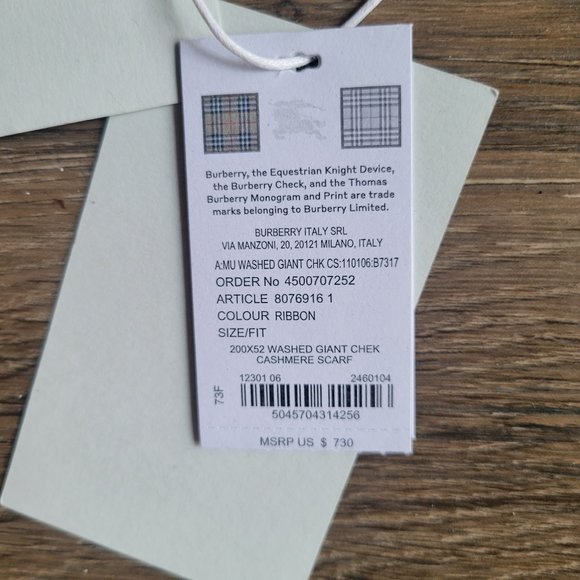 Burberry, the Equestrian Knight Device,
the Burberry Check, and the Thomas
Burberry Monogram and Print are trade
marks belonging to Burberry Limited.
BURBERRY ITALY SRL
VIA MANZONI, 20, 20121 MILANO, ITALY
A:MU WASHED GIANT CHK CS:110106:B7317
ORDER No 4500707252
ARTICLE 8076916 1
COLOUR RIBBON
SIZE/FIT
200X52 WASHED GIANT CHEK
CASHMERE SCARF
73F
12301 06 2460104
5045704314256
MSRP US $ 730